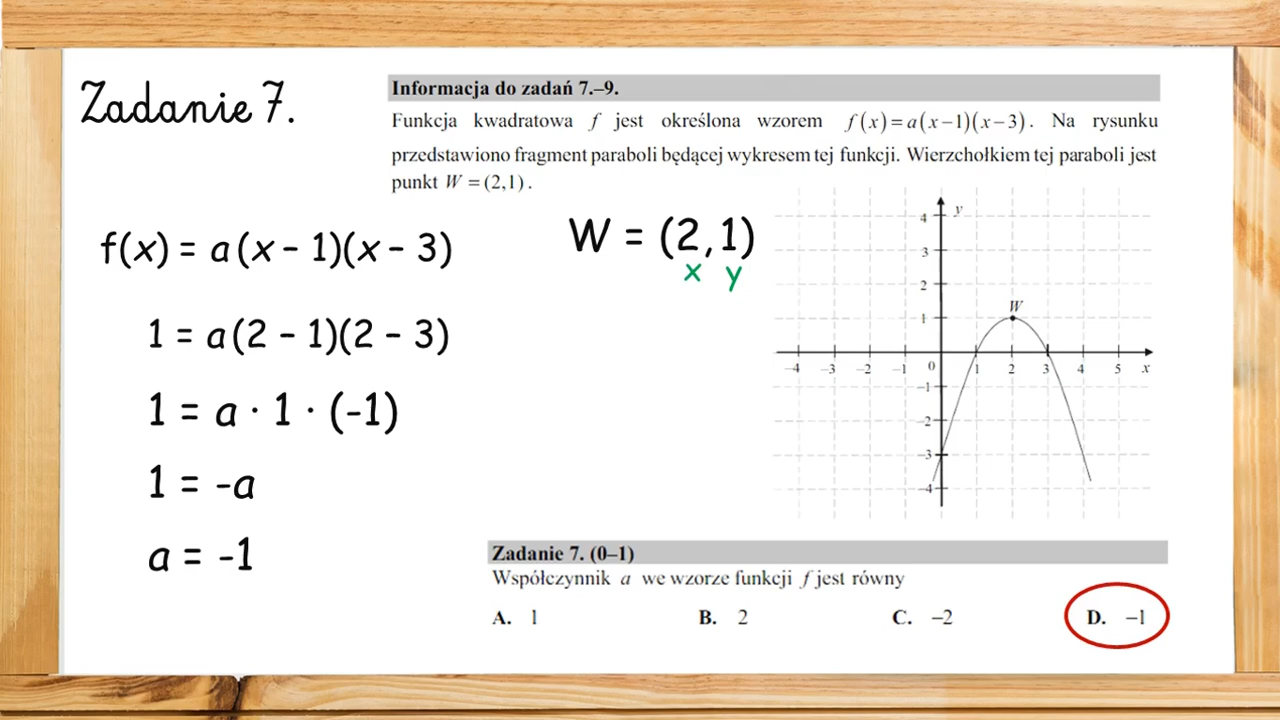 Zadanie 7.
Informacja do zadań 7.–9.
Funkcja kwadratowa f jest określona wzorem f(x)=a(x−1)(x−3). Na rysunku
przedstawiono fragment paraboli będącej wykresem tej funkcji. Wierzchołkiem tej paraboli jest
punkt W=(2,1).
f(x) = a(x - 1)(x - 3)
1 = a(2 - 1)(2 - 3)
1 = a · 1 · (-1)
1 = -a
a = -1
W = (2,1)
x y
y
4
3
2
1
W
-4 -3 -2 -1 0 1 2 3 4 5 x
-1
-2
-3
-4
Zadanie 7. (0–1)
Współczynnik a we wzorze funkcji f jest równy
A. 1 B. 2 C. −2 D. −1